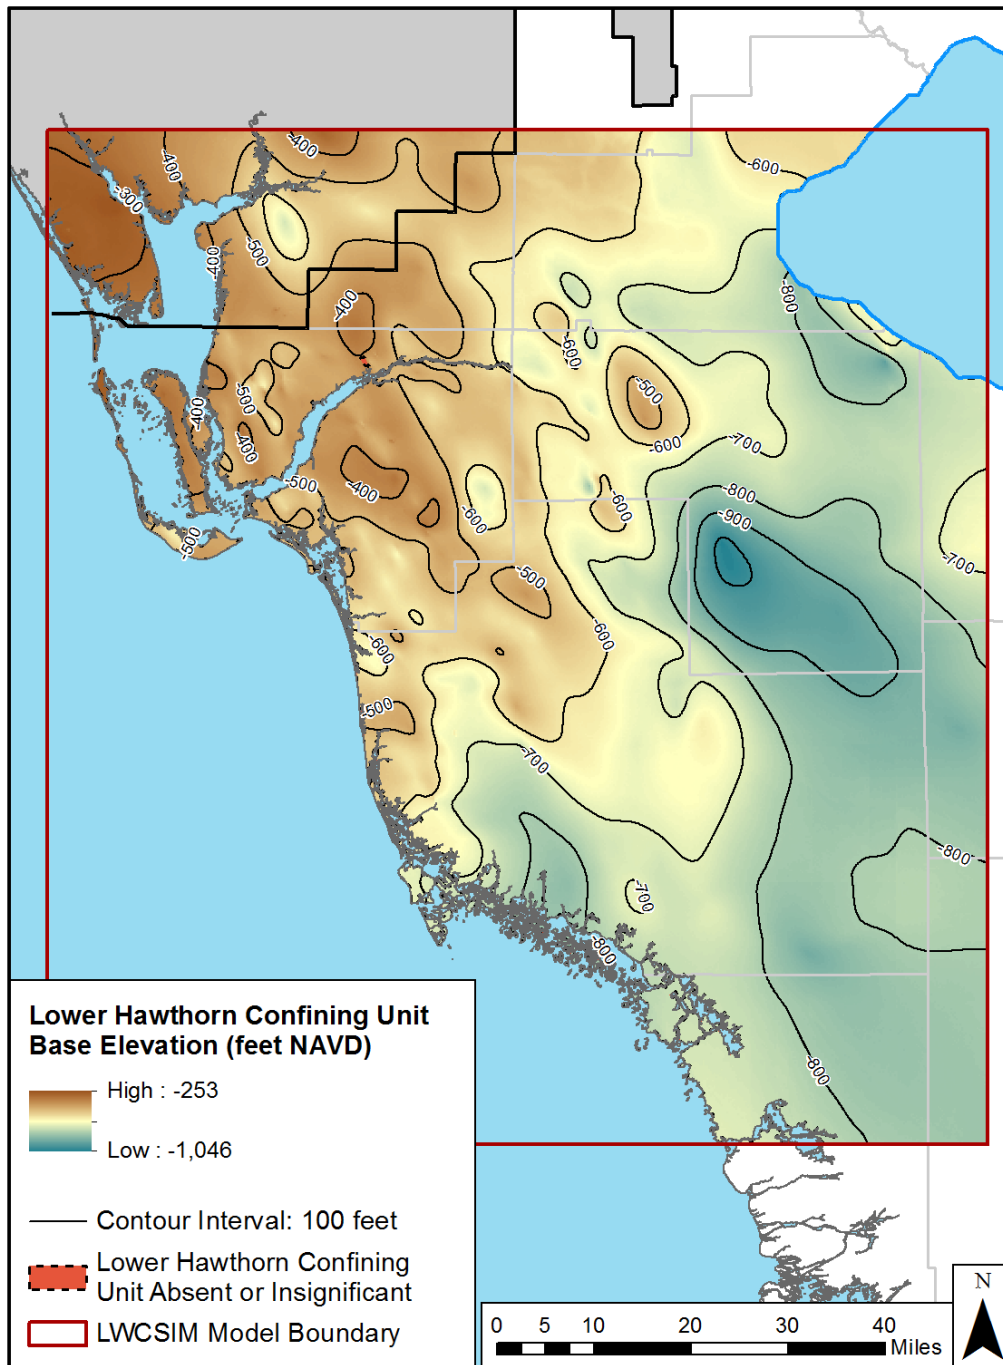 -400
-400
-600
-300
-500
-400
-800
-400
-600
-500
-500
-400
-600
-700
-400
-500
-400
-800
-600
-600
-900
-500
-700
-500
-600
-600
-500
-700
-800
-700
-800
-800
Lower Hawthorn Confining Unit
Base Elevation (feet NAVD)
High : -253
Low : -1,046
Contour Interval: 100 feet
Lower Hawthorn Confining
Unit Absent or Insignificant
LWCSIM Model Boundary
N
0 5 10 20 30 40
Miles